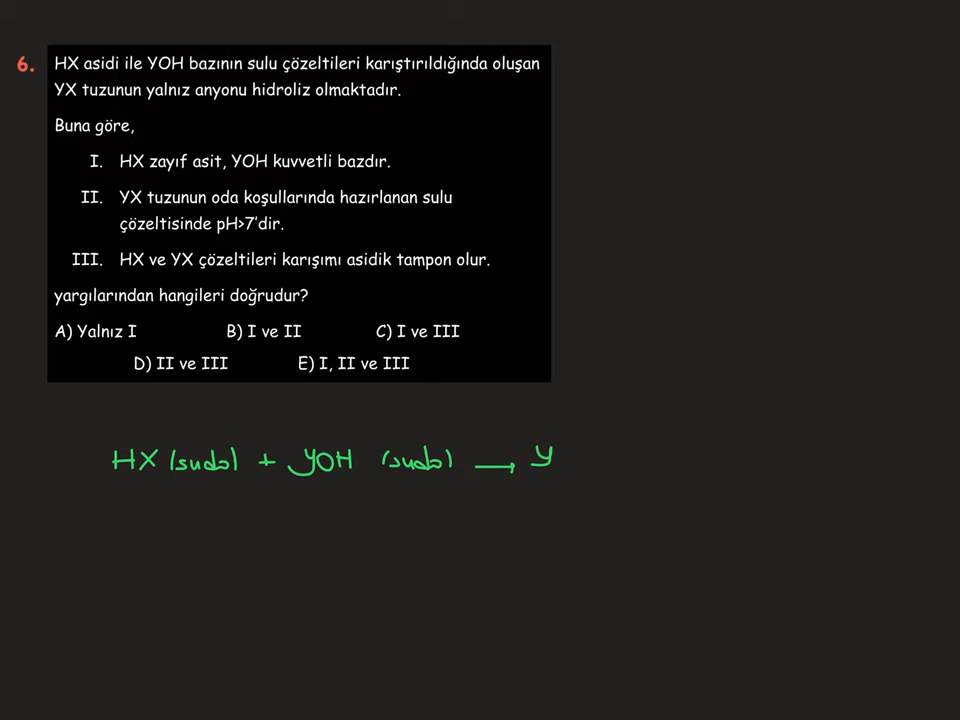 6. HX asidi ile YOH bazının sulu çözeltileri karıştırıldığında oluşan
YX tuzunun yalnız anyonu hidroliz olmaktadır.
Buna göre,
I. HX zayıf asit, YOH kuvvetli bazdır.
II. YX tuzunun oda koşullarında hazırlanan sulu
çözeltisinde pH>7'dir.
III. HX ve YX çözeltileri karışımı asidik tampon olur.
yargılarından hangileri doğrudur?
A) Yalnız I B) I ve II C) I ve III
D) II ve III E) I, II ve III
HX (suda) + YOH (suda) → Y